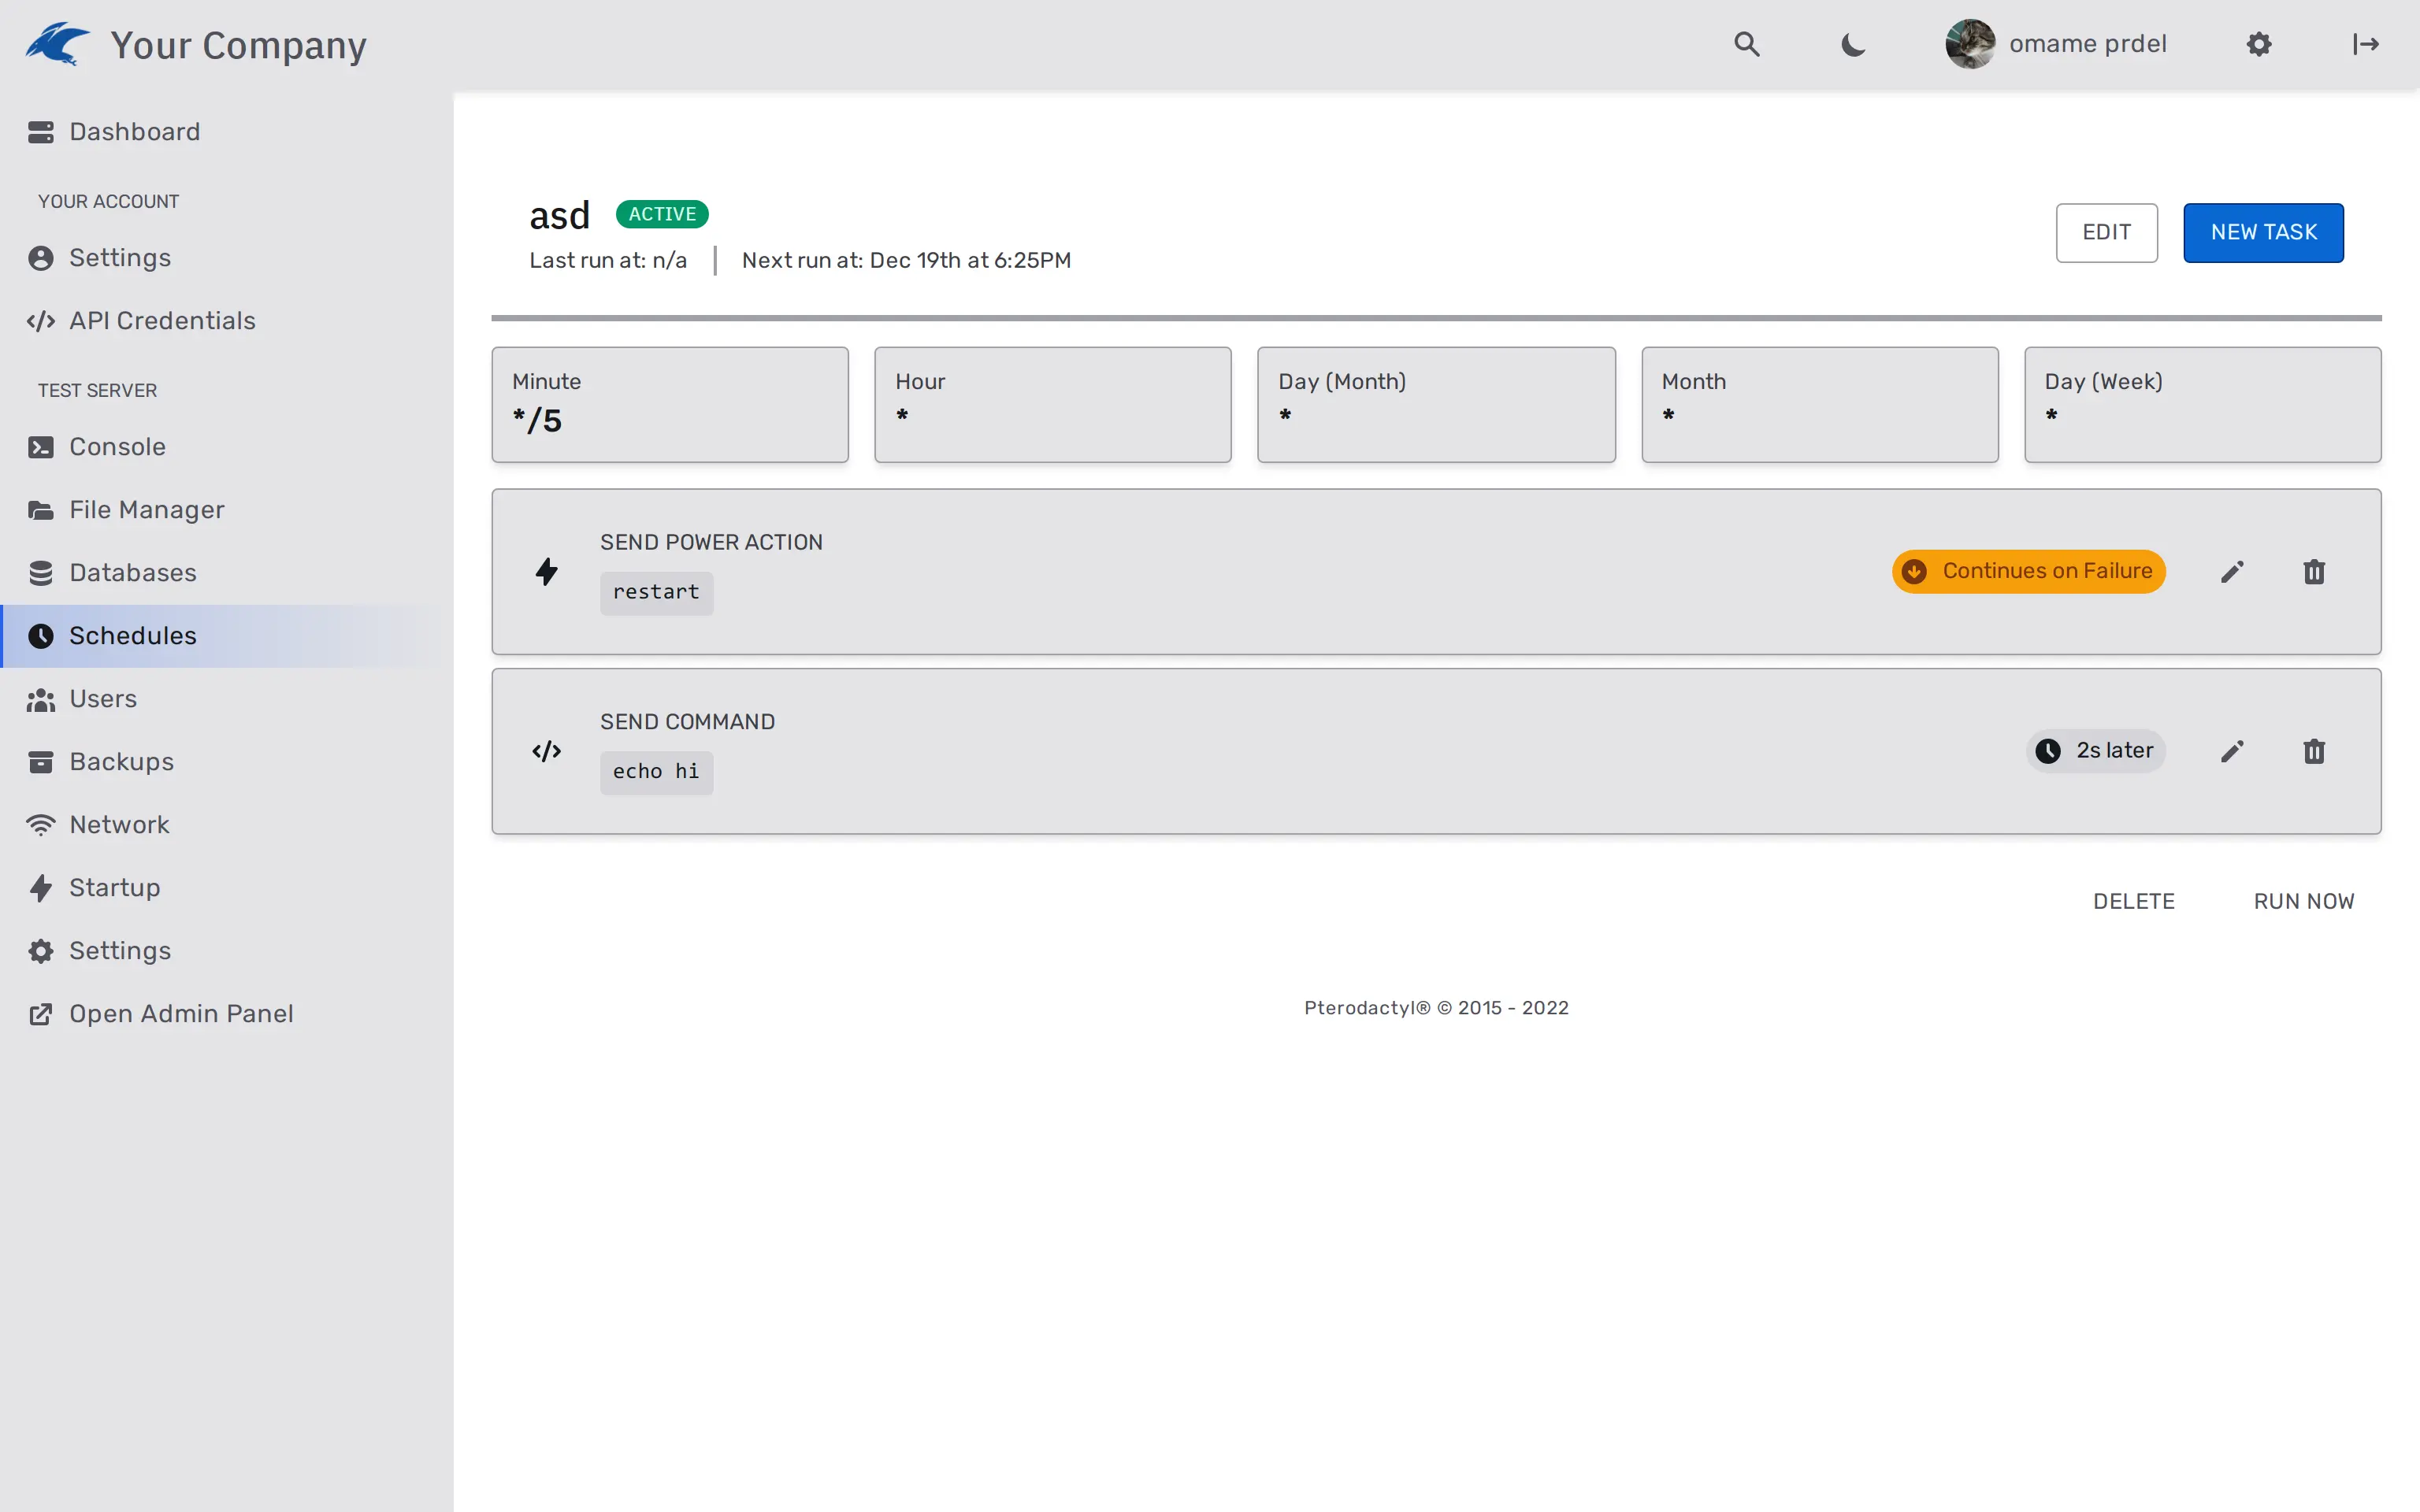 Your Company
omame prdel
Dashboard
YOUR ACCOUNT
Settings
API Credentials
TEST SERVER
Console
File Manager
Databases
Schedules
Users
Backups
Network
Startup
Settings
Open Admin Panel
asd ACTIVE
Last run at: n/a Next run at: Dec 19th at 6:25PM
EDIT NEW TASK
Minute
*/5
Hour
*
Day (Month)
*
Month
*
Day (Week)
*
SEND POWER ACTION
restart
Continues on Failure
SEND COMMAND
echo hi
2s later
DELETE RUN NOW
Pterodactyl® © 2015 - 2022